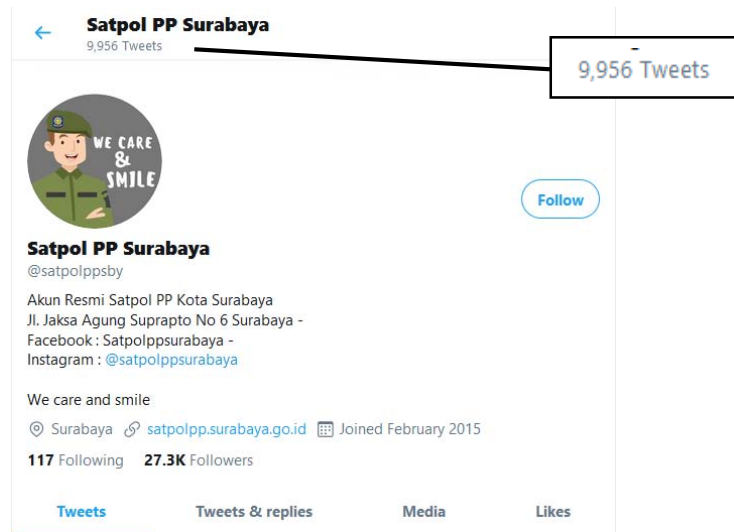 Satpol PP Surabaya
9,956 Tweets
9,956 Tweets
WE CARE
&
SMILE
Follow
Satpol PP Surabaya
@satpolppsby
Akun Resmi Satpol PP Kota Surabaya
Jl. Jaksa Agung Suprapto No 6 Surabaya -
Facebook : Satpolppsurabaya -
Instagram : @satpolppsurabaya
We care and smile
Surabaya satpolpp.surabaya.go.id Joined February 2015
117 Following 27.3K Followers
Tweets Tweets & replies Media Likes